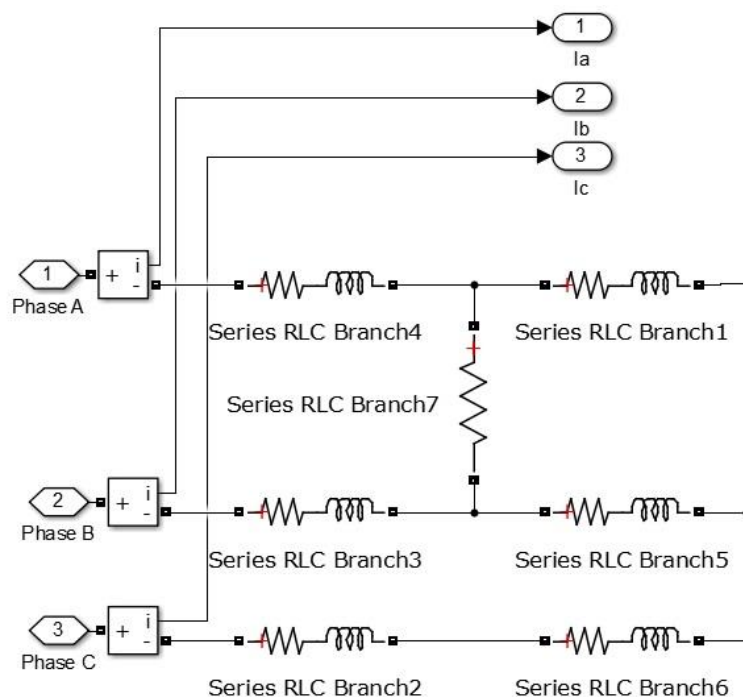 1
Ia
2
Ib
3
Ic
1
+
i
-
Phase A
Series RLC Branch4
Series RLC Branch1
Series RLC Branch7
2
+
i
-
Phase B
Series RLC Branch3
Series RLC Branch5
3
+
i
-
Phase C
Series RLC Branch2
Series RLC Branch6